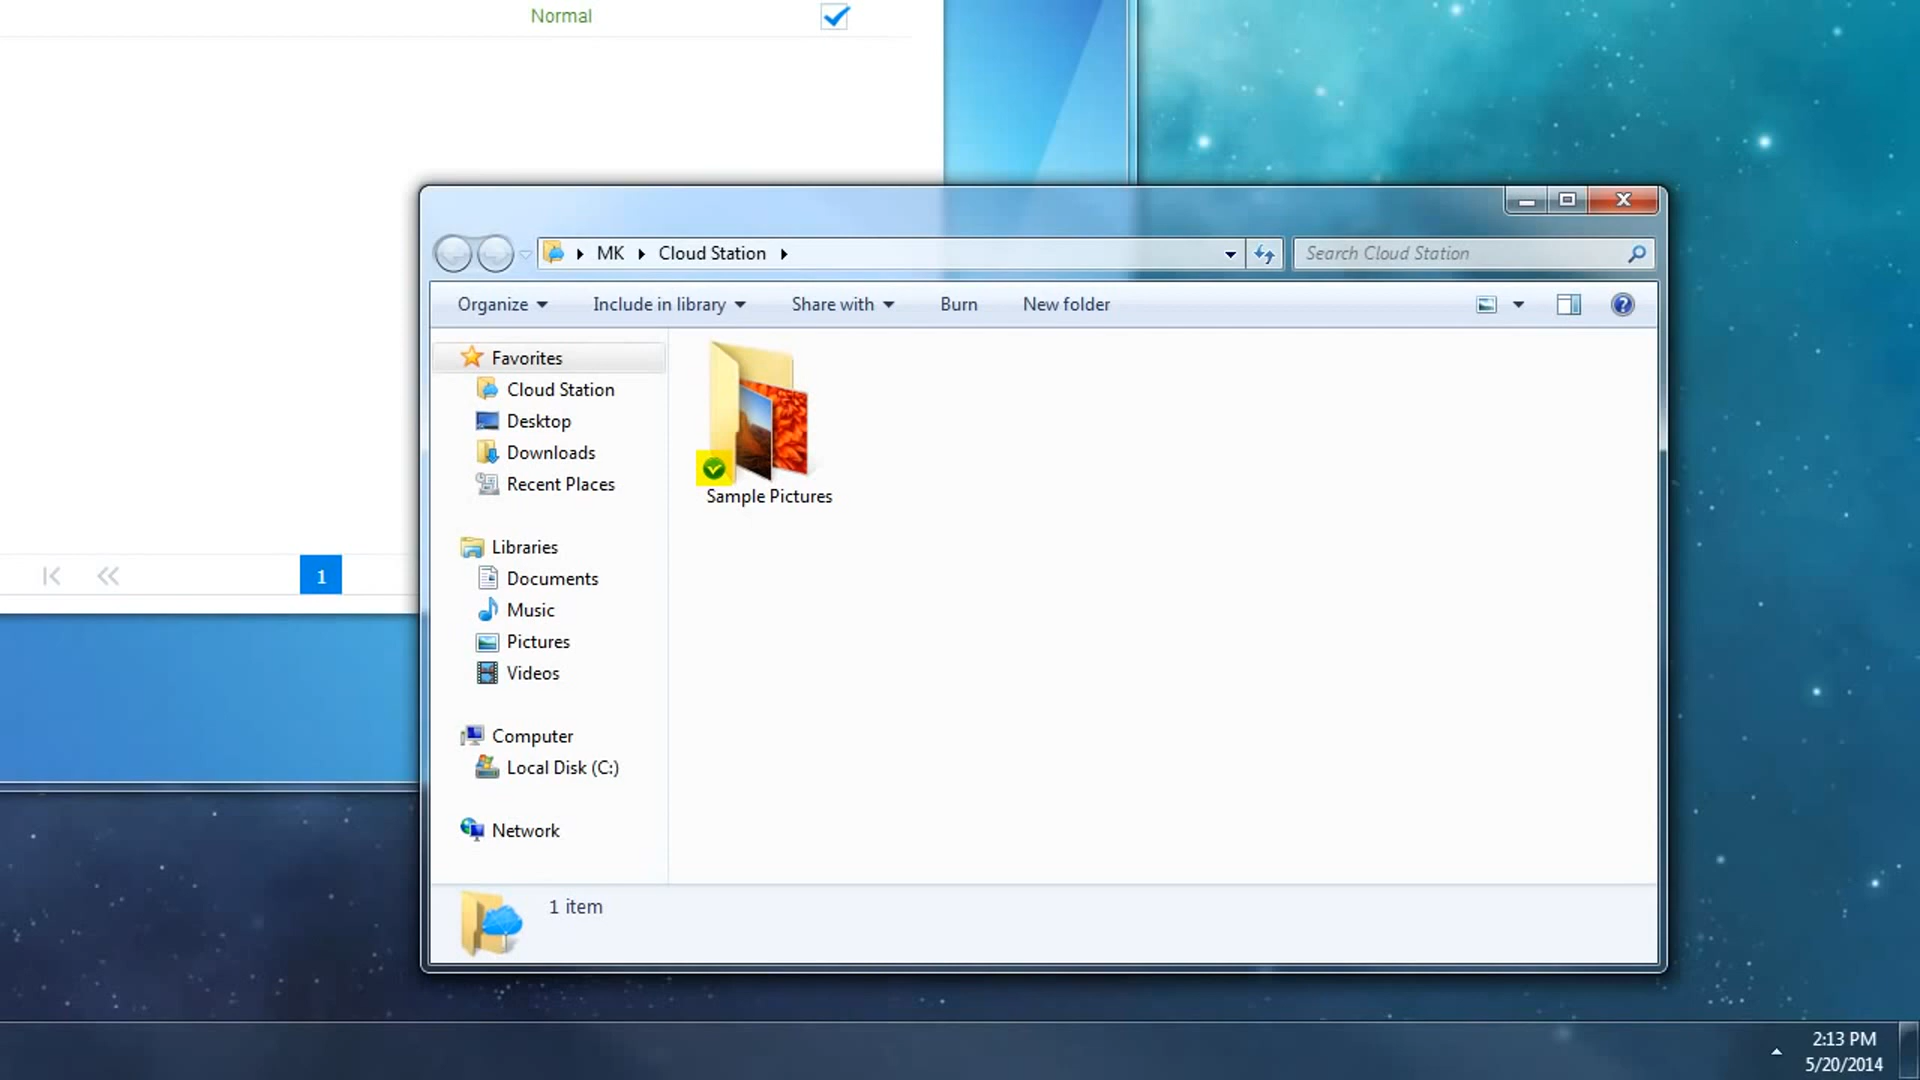 Normal
MK
Cloud Station
Search Cloud Station
Organize
Include in library
Share with
Burn
New folder
Favorites
Cloud Station
Desktop
Downloads
Recent Places
Libraries
Documents
Music
Pictures
Videos
Computer
Local Disk (C:)
Network
Sample Pictures
1
1 item
2:13 PM
5/20/2014